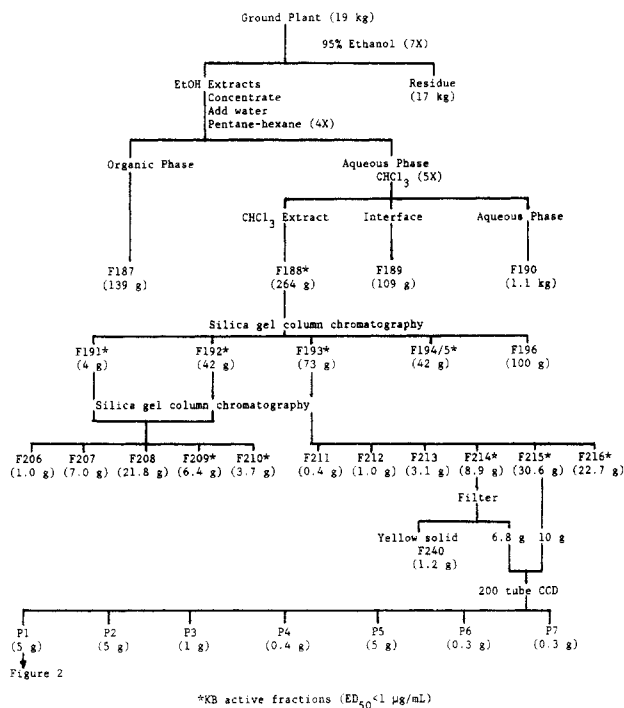 Ground Plant (19 kg)
95% Ethanol (7X)
EtOH Extracts
Concentrate
Add water
Pentane-hexane (4X)
Residue
(17 kg)
Organic Phase
Aqueous Phase
CHCl3 (5X)
CHCl3 Extract
Interface
Aqueous Phase
F187
(139 g)
F188*
(264 g)
F189
(109 g)
F190
(1.1 kg)
Silica gel column chromatography
F191*
(4 g)
F192*
(42 g)
F193*
(73 g)
F194/5*
(42 g)
F196
(100 g)
Silica gel column chromatography
F206
(1.0 g)
F207
(7.0 g)
F208
(21.8 g)
F209*
(6.4 g)
F210*
(3.7 g)
F211
(0.4 g)
F212
(1.0 g)
F213
(3.1 g)
F214*
(8.9 g)
F215*
(30.6 g)
F216*
(22.7 g)
Filter
Yellow solid
F240
(1.2 g)
6.8 g
10 g
200 tube CCD
P1
(5 g)
P2
(5 g)
P3
(1 g)
P4
(0.4 g)
P5
(5 g)
P6
(0.3 g)
P7
(0.3 g)
Figure 2
*KB active fractions (ED50<1 µg/mL)